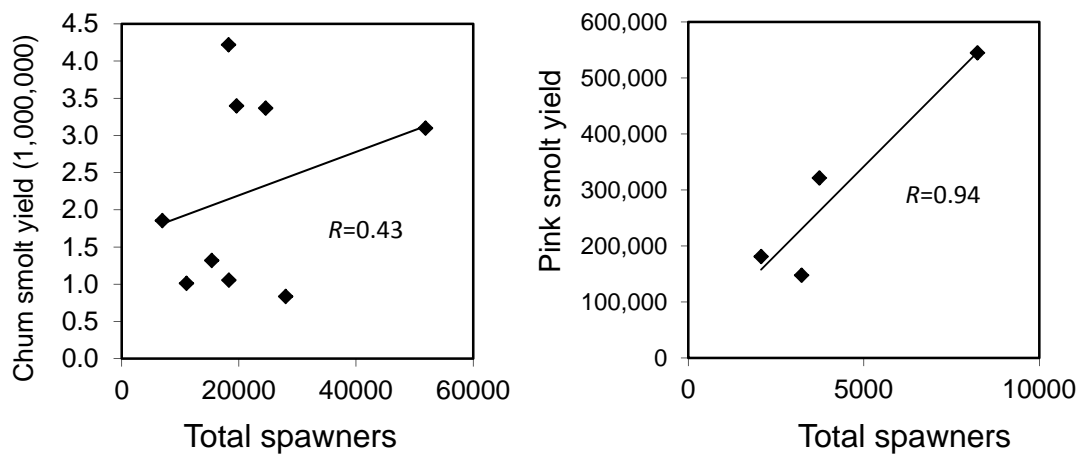 Chum smolt yield (1,000,000)
4.5
4.0
3.5
3.0
2.5
2.0
1.5
1.0
0.5
0.0
R=0.43
0 20000 40000 60000
Total spawners
Pink smolt yield
600,000
500,000
400,000
300,000
200,000
100,000
0
R=0.94
0 5000 10000
Total spawners